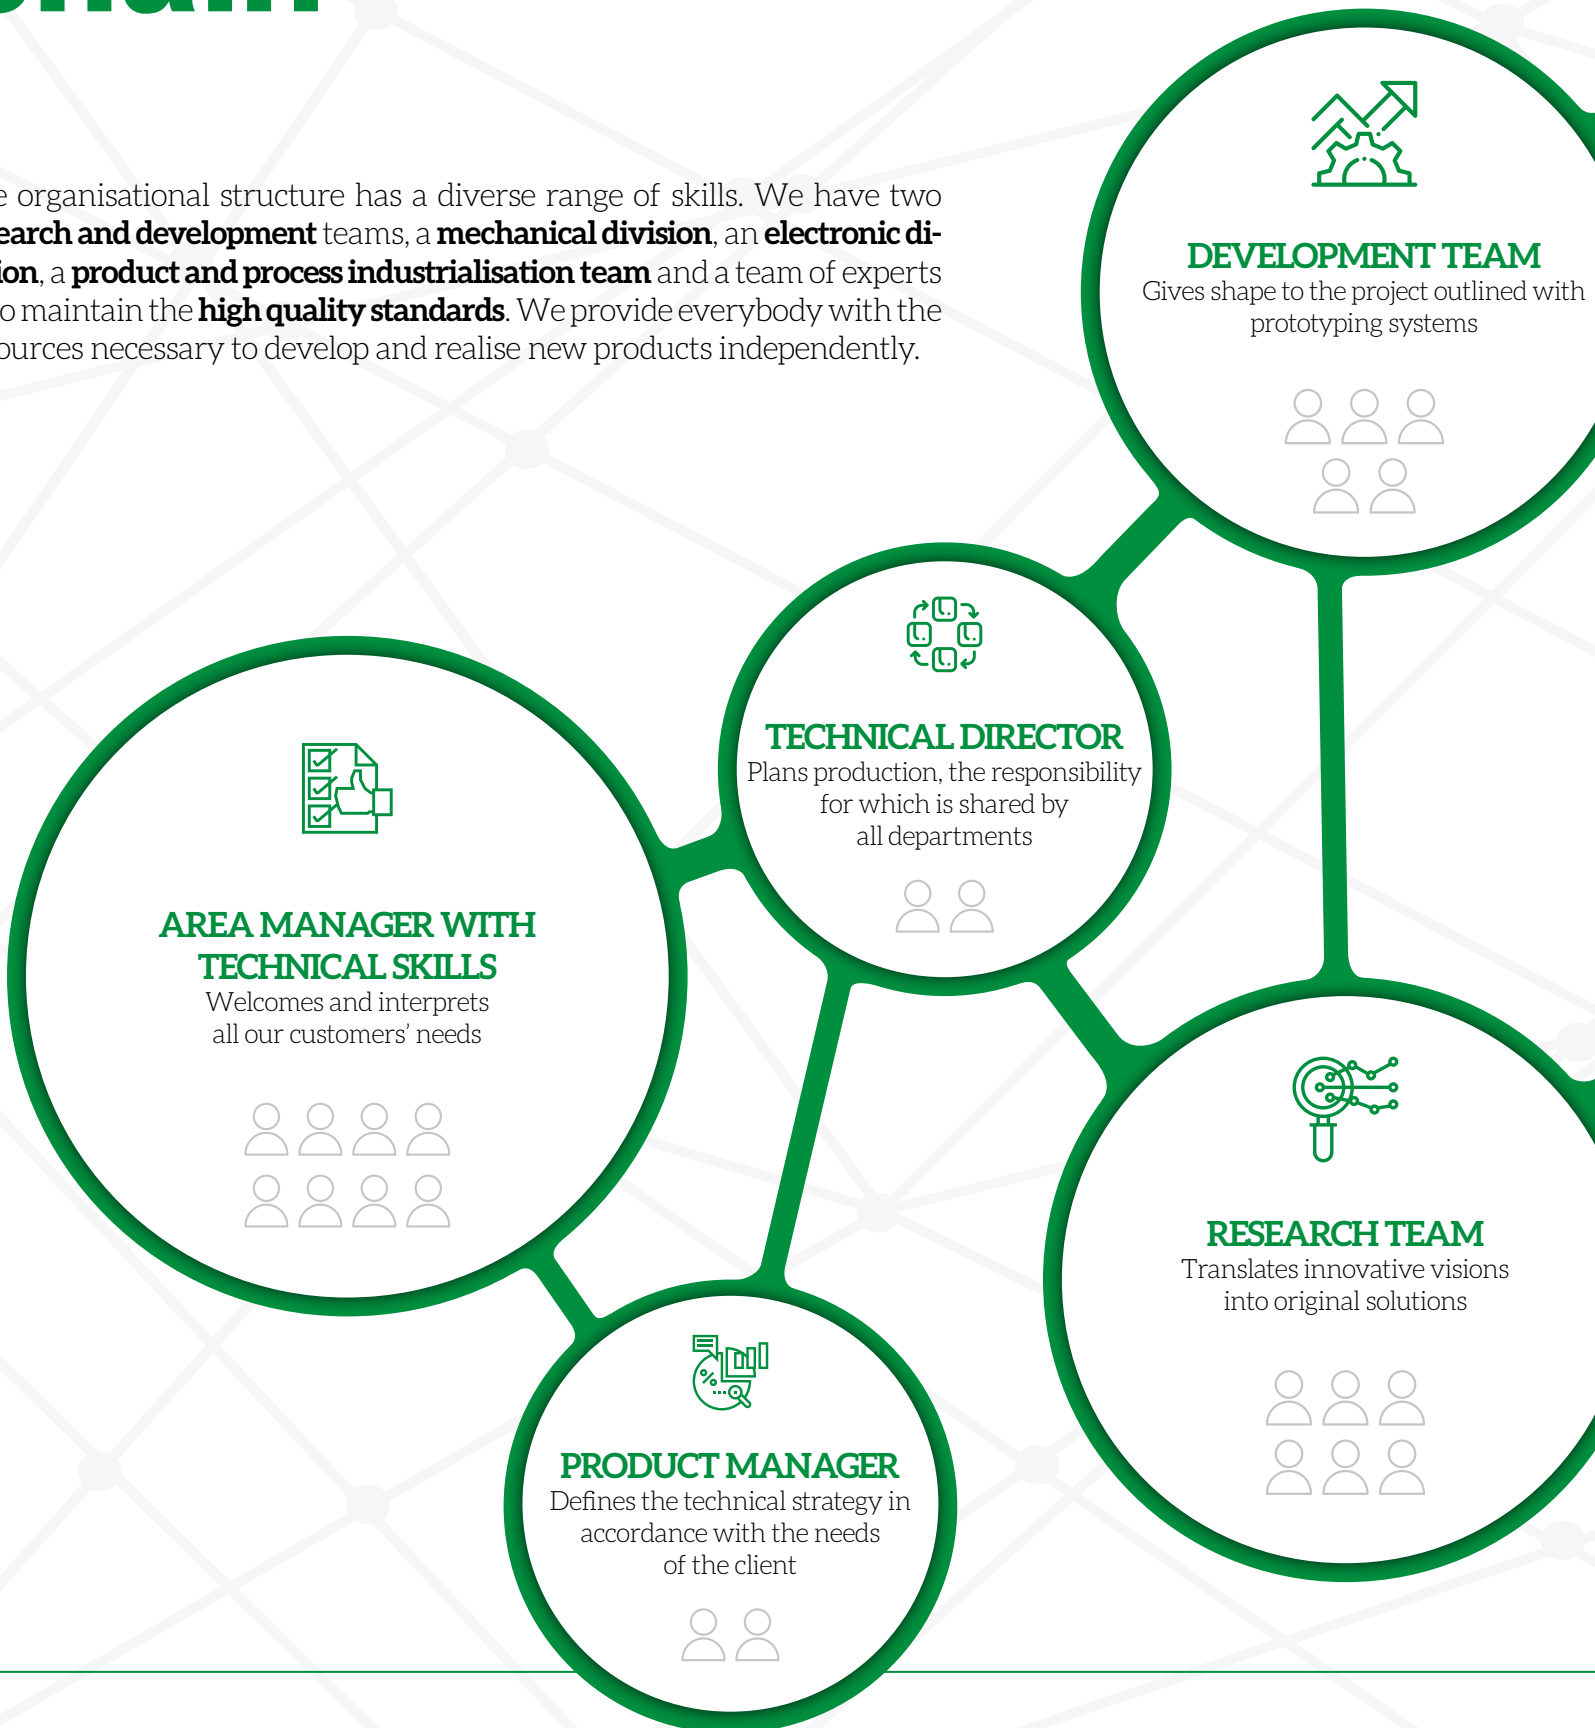 organisational structure has a diverse range of skills. We have two
and development teams, a mechanical division, an electronic di-
a product and process industrialisation team and a team of experts
maintain the high quality standards. We provide everybody with the
necessary to develop and realise new products independently.
DEVELOPMENT TEAM
Gives shape to the project outlined with
prototyping systems
TECHNICAL DIRECTOR
Plans production, the responsibility
for which is shared by
all departments
AREA MANAGER WITH
TECHNICAL SKILLS
Welcomes and interprets
all our customers’ needs
RESEARCH TEAM
Translates innovative visions
into original solutions
PRODUCT MANAGER
Defines the technical strategy in
accordance with the needs
of the client